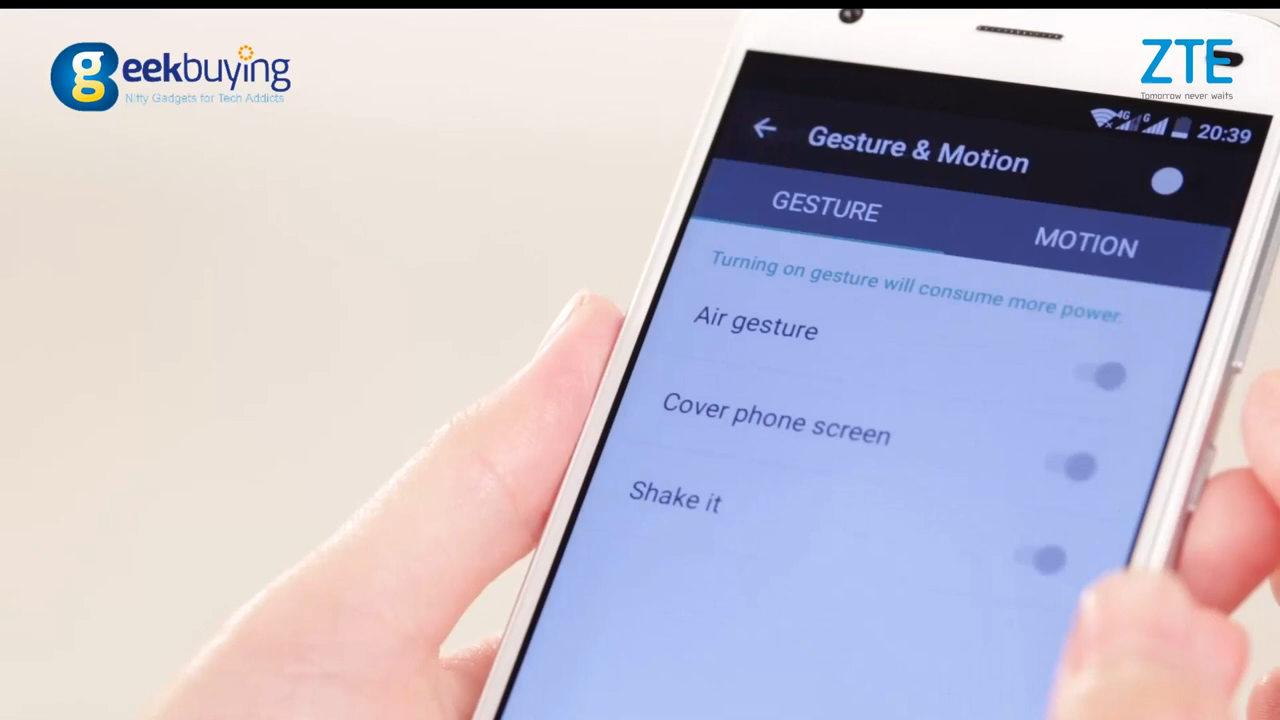 geekbuying
Nifty Gadgets for Tech Addicts
ZTE
Tomorrow never waits
4G G 20:39
Gesture & Motion
GESTURE MOTION
Turning on gesture will consume more power.
Air gesture
Cover phone screen
Shake it